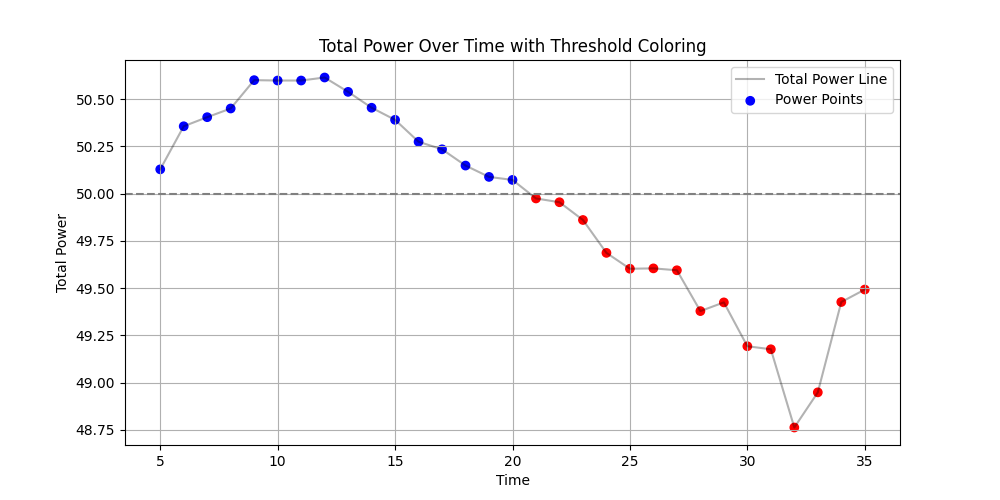 Total Power Over Time with Threshold Coloring
Total Power Line
Power Points
Total Power
50.50
50.25
50.00
49.75
49.50
49.25
49.00
48.75
5 10 15 20 25 30 35
Time